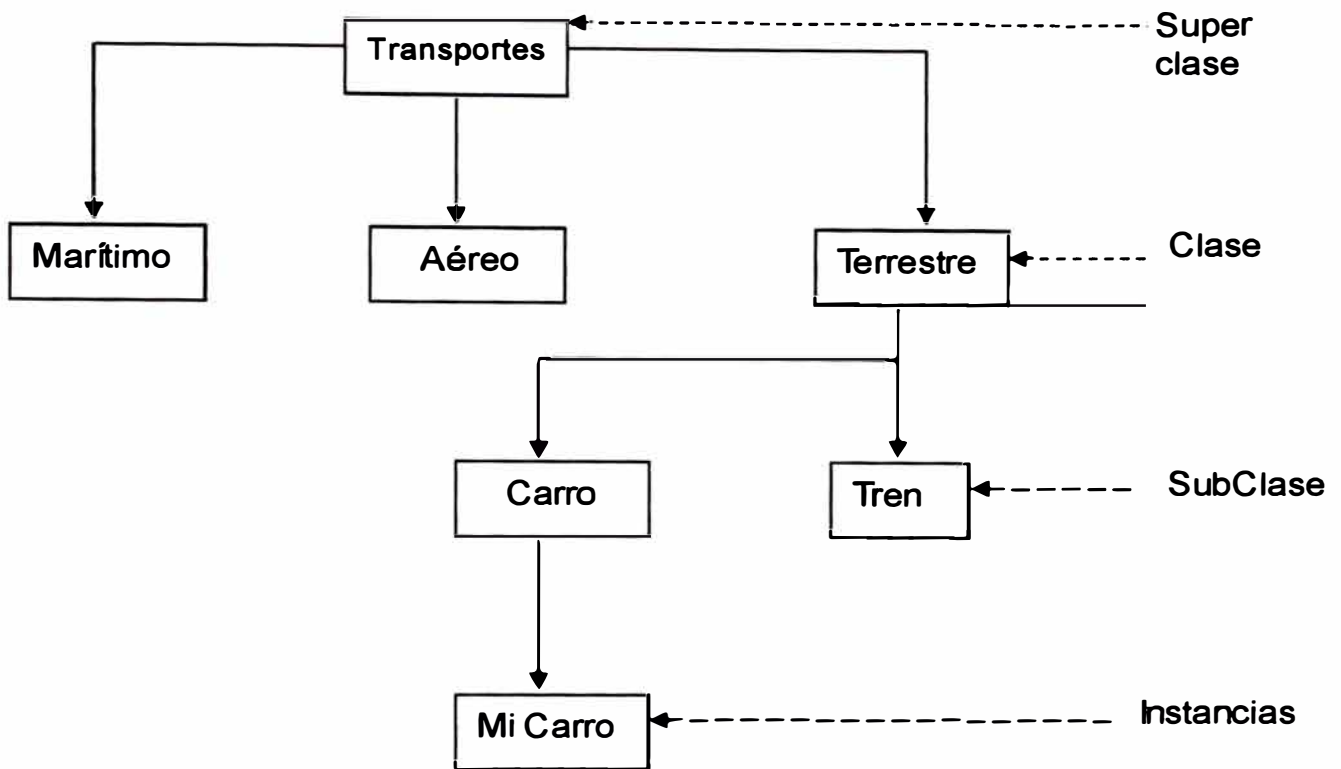 Transportes
Super
clase
Marítimo
Aéreo
Terrestre
Clase
Carro
Tren
SubClase
Mi Carro
Instancias